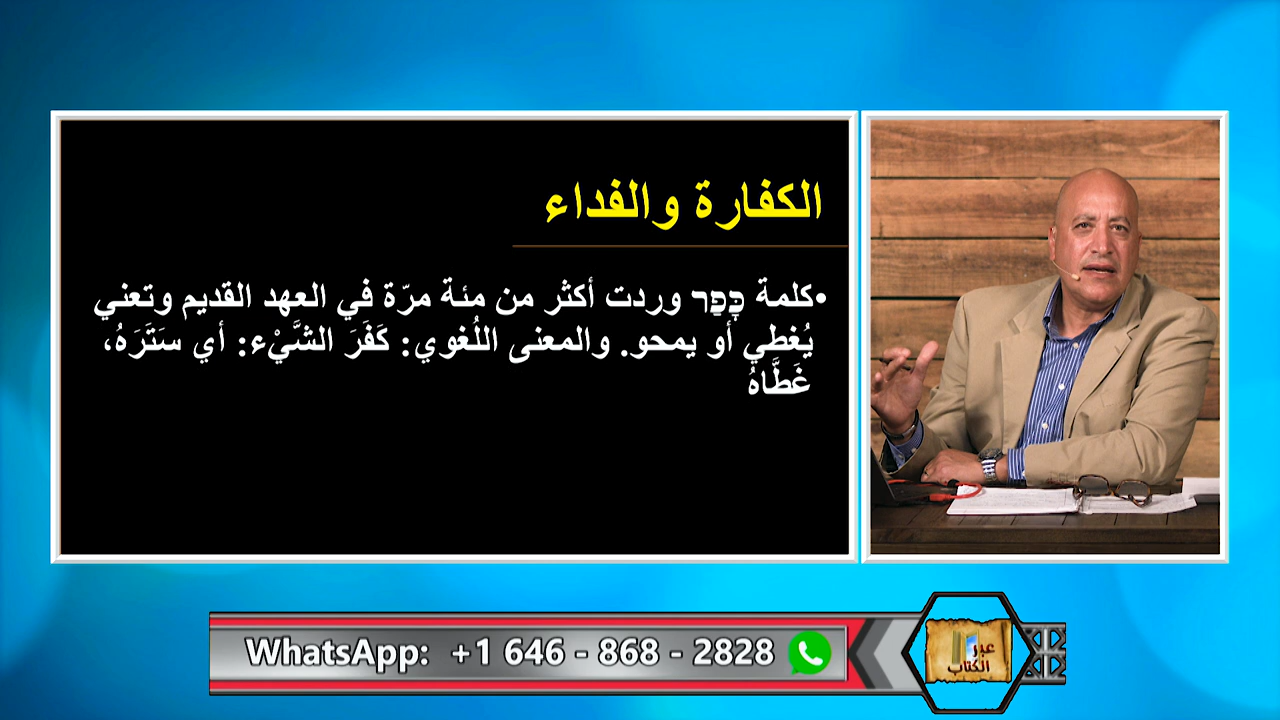 الكفارة والفداء
•كلمة כָּפַר وردت أكثر من مئة مرّة في العهد القديم وتعني
يُغطي أو يمحو. والمعنى اللُغوي: كَفَرَ الشَّيْء: أي سَتَرَهُ،
غَطَّاهُ
WhatsApp: +1 646 - 868 - 2828
عبر
الكتاب